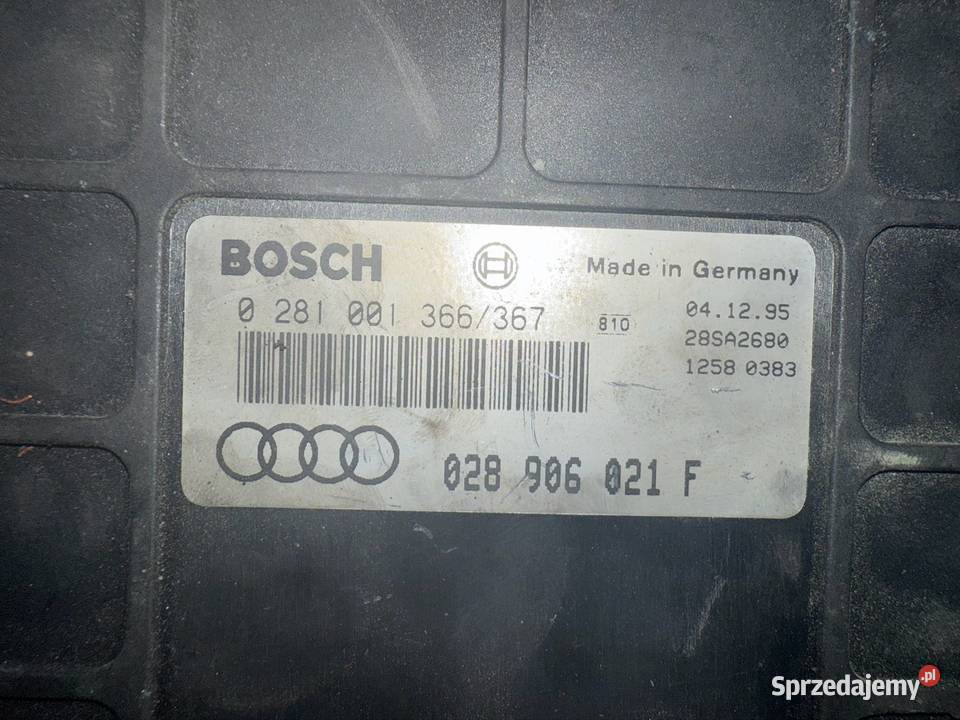 BOSCH
Made in Germany
0 281 001 366/367
810
04.12.95
28SA2680
1258 0383
028 906 021 F
Sprzedajemy.pl